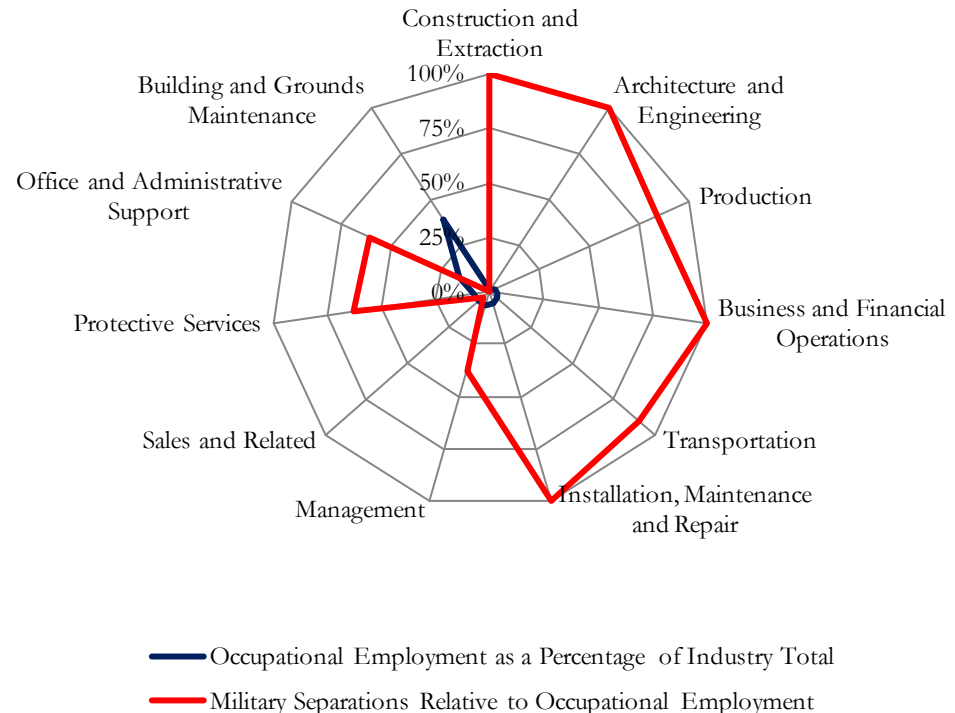 Construction and
Extraction
100%
Building and Grounds
Maintenance
Architecture and
Engineering
75%
Office and Administrative
Support
50%
Production
25%
0%
Protective Services
Business and Financial
Operations
Sales and Related
Transportation
Management
Installation, Maintenance
and Repair
Occupational Employment as a Percentage of Industry Total
Military Separations Relative to Occupational Employment